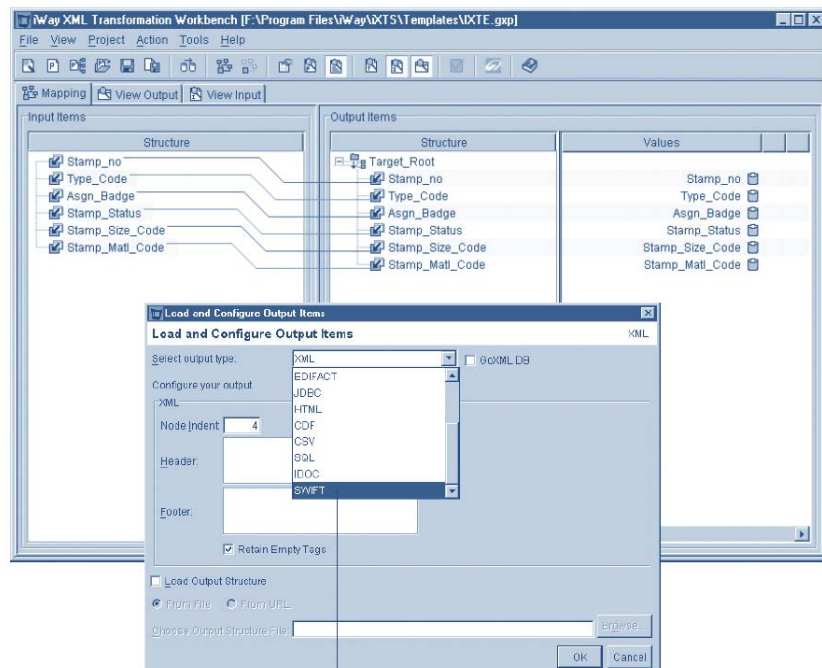 iWay XML Transformation Workbench [F:\Program Files\iWay\iXTS\Templates\IXTE.gxp]
File View Project Action Tools Help
Mapping View Output View Input
Input Items
Structure
Stamp_no
Type_Code
Asgn_Badge
Stamp_Status
Stamp_Size_Code
Stamp_Matl_Code
Output Items
Structure Values
Target_Root
Stamp_no Stamp_no
Type_Code Type_Code
Asgn_Badge Asgn_Badge
Stamp_Status Stamp_Status
Stamp_Size_Code Stamp_Size_Code
Stamp_Matl_Code Stamp_Matl_Code
Load and Configure Output Items
Load and Configure Output Items XML
Select output type: XML GoXML DB
EDIFACT
JDBC
HTML
CDF
CSV
SQL
IDOC
SWIFT
Configure your output
XML
Node Indent 4
Header:
Footer:
Retain Empty Tags
Load Output Structure
From File From URL
Choose Output Structure File: Browse...
OK Cancel